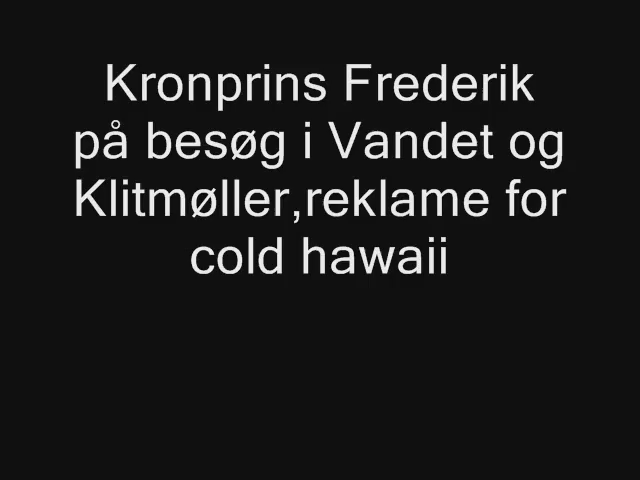 Kronprins Frederik
på besøg i Vandet og
Klitmøller,reklame for
cold hawaii